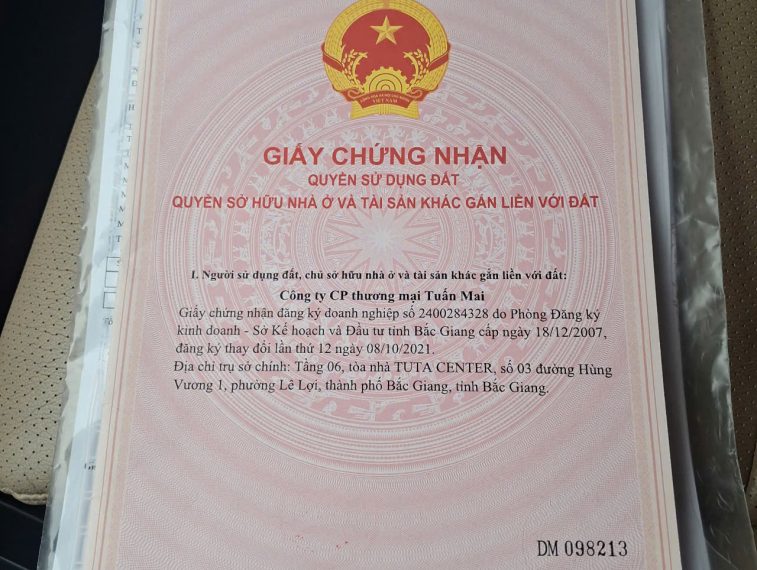 VIỆT NAM
GIẤY CHỨNG NHẬN
QUYỀN SỬ DỤNG ĐẤT
QUYỀN SỞ HỮU NHÀ Ở VÀ TÀI SẢN KHÁC GẮN LIỀN VỚI ĐẤT
I. Người sử dụng đất, chủ sở hữu nhà ở và tài sản khác gắn liền với đất:
Công ty CP thương mại Tuấn Mai
Giấy chứng nhận đăng ký doanh nghiệp số 2400284328 do Phòng Đăng ký
kinh doanh - Sở Kế hoạch và Đầu tư tỉnh Bắc Giang cấp ngày 18/12/2007,
đăng ký thay đổi lần thứ 12 ngày 08/10/2021.
Địa chỉ trụ sở chính: Tầng 06, tòa nhà TUTA CENTER, số 03 đường Hùng
Vương 1, phường Lê Lợi, thành phố Bắc Giang, tỉnh Bắc Giang.
DM 098213